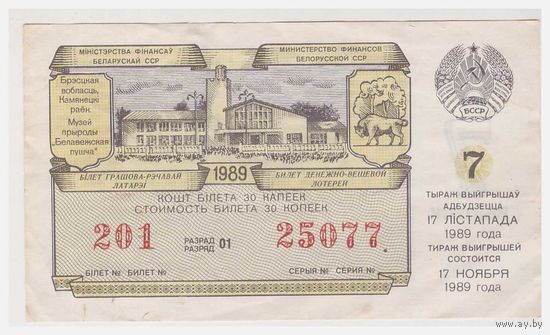 МІНІСТЭРСТВА ФІНАНСАЎ
БЕЛАРУСКАЙ ССР
МИНИСТЕРСТВО ФИНАНСОВ
БЕЛОРУССКОЙ ССР
Брэсцкая
вобласць,
Камянецкі
раён.
Музей
прыроды
"Белавежская
пушча"
БССР
БІЛЕТ ГРАШОВА-РЭЧАВАЙ
ЛАТАРЭІ
1989
БИЛЕТ ДЕНЕЖНО-ВЕЩЕВОЙ
ЛОТЕРЕИ
КОШТ БІЛЕТА 30 КАПЕЕК
СТОИМОСТЬ БИЛЕТА 30 КОПЕЕК
201
РАЗРАД
РАЗРЯД 01
25077
БІЛЕТ № БИЛЕТ №
СЕРЫЯ № СЕРИЯ №
7
ТЫРАЖ ВЫЙГРЫШАЎ
АДБУДЗЕЦЦА
17 ЛІСТАПАДА
1989 года
ТИРАЖ ВЫИГРЫШЕЙ
СОСТОИТСЯ
17 НОЯБРЯ
1989 года
www.ay.by